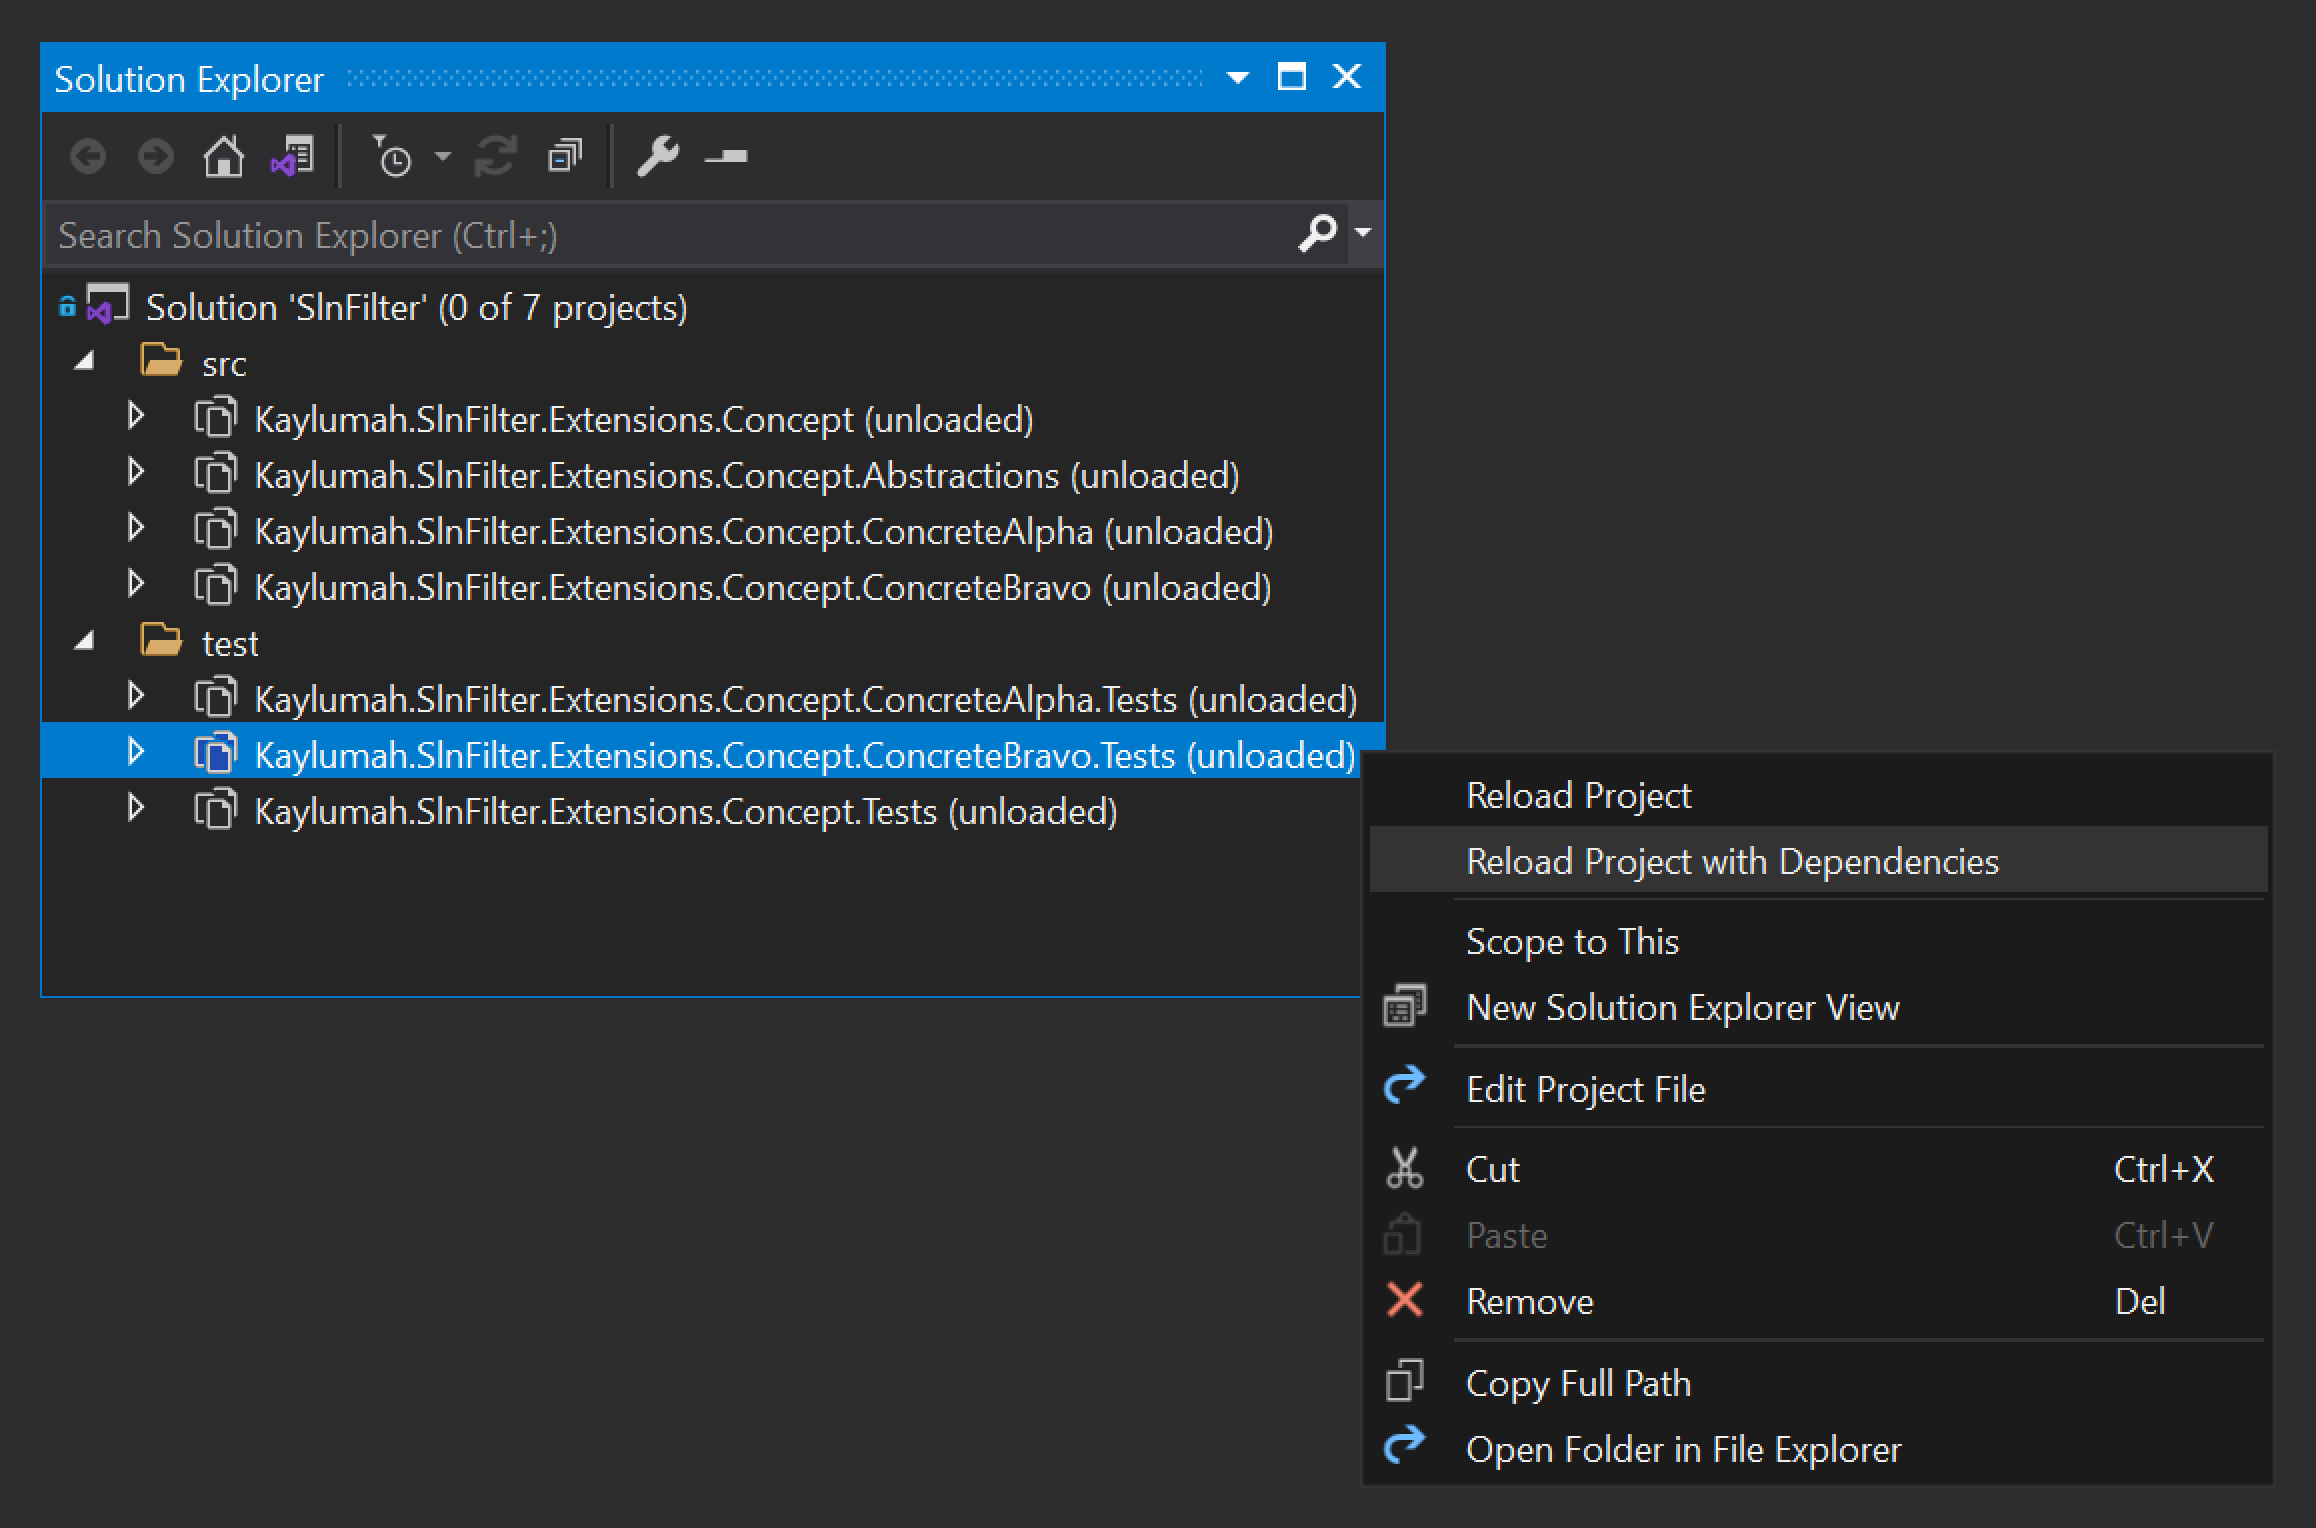 Solution Explorer
Search Solution Explorer (Ctrl+;)
Solution 'SlnFilter' (0 of 7 projects)
src
Kaylumah.SlnFilter.Extensions.Concept (unloaded)
Kaylumah.SlnFilter.Extensions.Concept.Abstractions (unloaded)
Kaylumah.SlnFilter.Extensions.Concept.ConcreteAlpha (unloaded)
Kaylumah.SlnFilter.Extensions.Concept.ConcreteBravo (unloaded)
test
Kaylumah.SlnFilter.Extensions.Concept.ConcreteAlpha.Tests (unloaded)
Kaylumah.SlnFilter.Extensions.Concept.ConcreteBravo.Tests (unloaded)
Kaylumah.SlnFilter.Extensions.Concept.Tests (unloaded)
Reload Project
Reload Project with Dependencies
Scope to This
New Solution Explorer View
Edit Project File
Cut Ctrl+X
Paste Ctrl+V
Remove Del
Copy Full Path
Open Folder in File Explorer